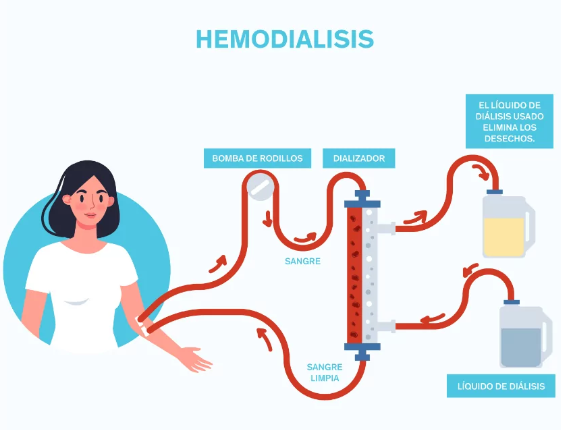 HEMODIALISIS
EL LÍQUIDO DE
DIÁLISIS USADO
ELIMINA LOS
DESECHOS.
BOMBA DE RODILLOS
DIALIZADOR
SANGRE
SANGRE
LIMPIA
LÍQUIDO DE DIÁLISIS